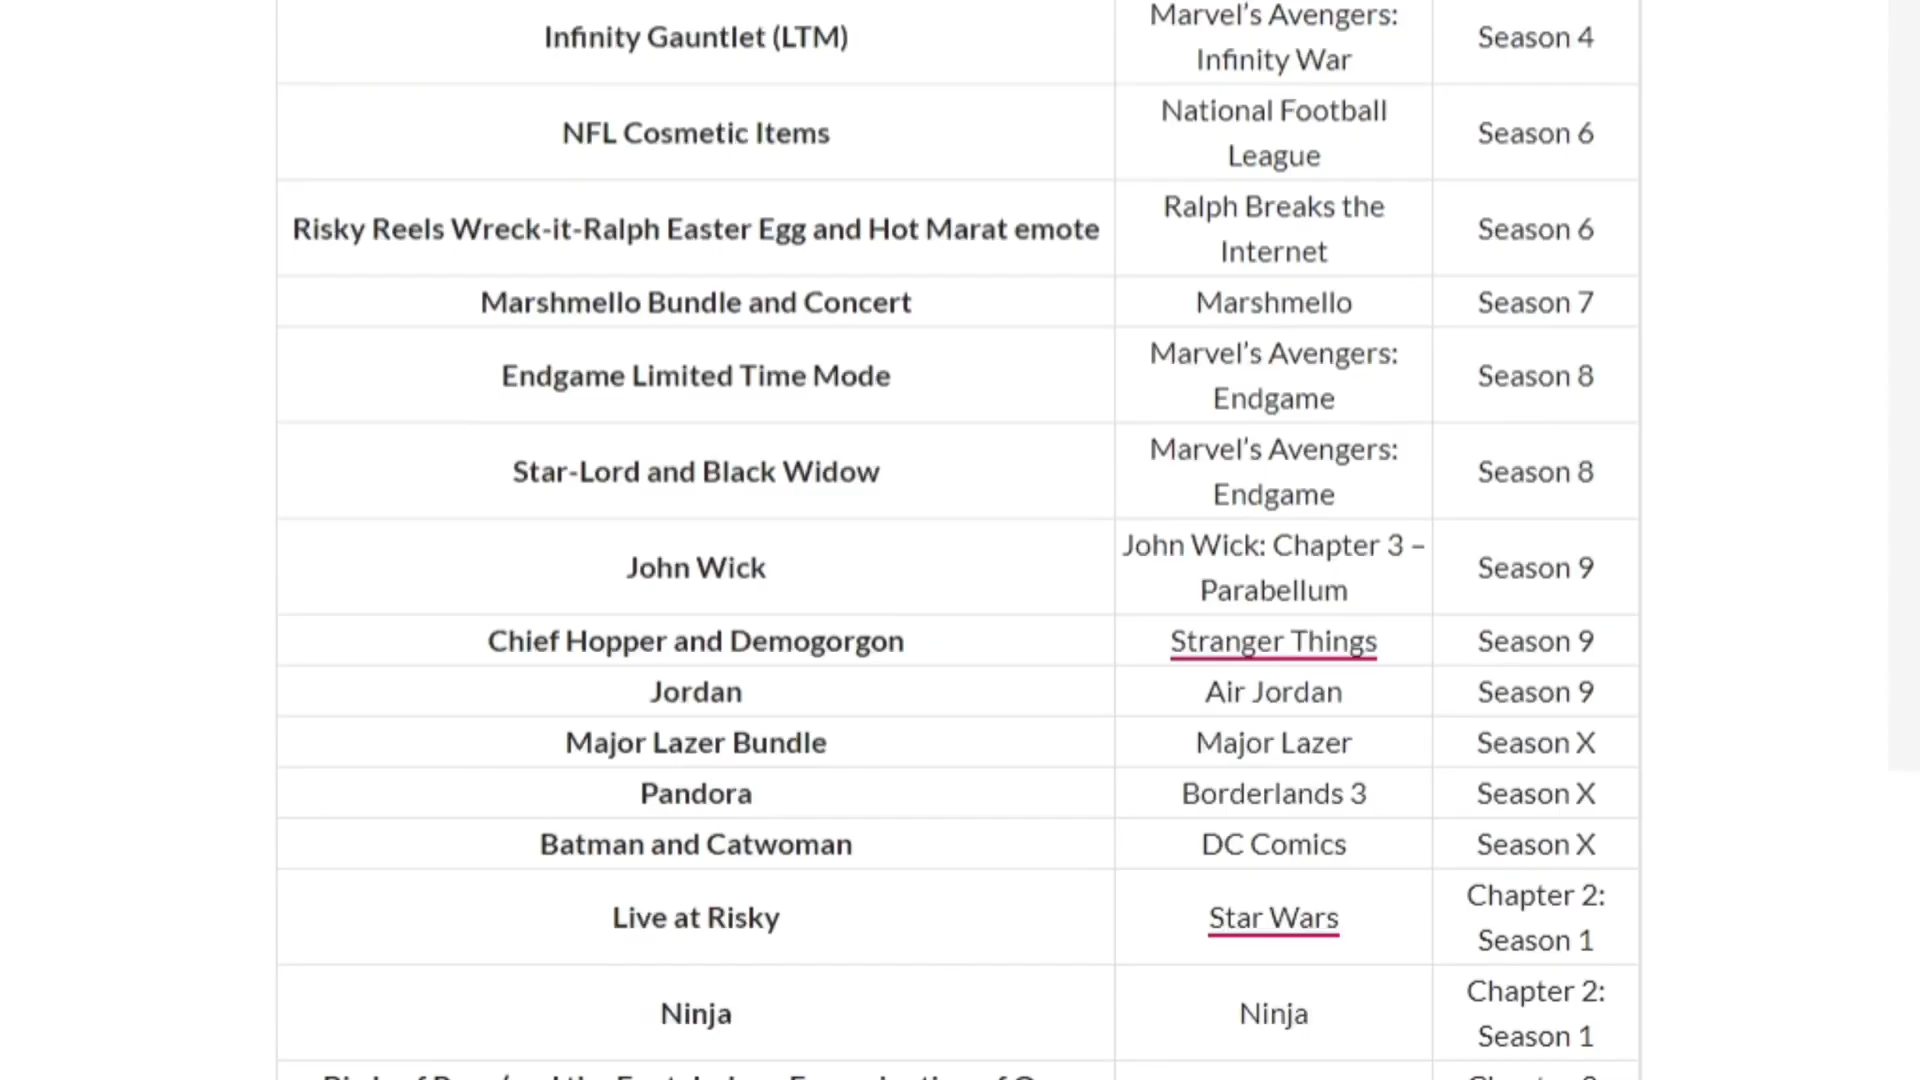 Infinity Gauntlet (LTM)
Marvel’s Avengers:
Infinity War
Season 4
NFL Cosmetic Items
National Football
League
Season 6
Risky Reels Wreck-it-Ralph Easter Egg and Hot Marat emote
Ralph Breaks the
Internet
Season 6
Marshmello Bundle and Concert
Marshmello
Season 7
Endgame Limited Time Mode
Marvel’s Avengers:
Endgame
Season 8
Star-Lord and Black Widow
Marvel’s Avengers:
Endgame
Season 8
John Wick
John Wick: Chapter 3 –
Parabellum
Season 9
Chief Hopper and Demogorgon
Stranger Things
Season 9
Jordan
Air Jordan
Season 9
Major Lazer Bundle
Major Lazer
Season X
Pandora
Borderlands 3
Season X
Batman and Catwoman
DC Comics
Season X
Live at Risky
Star Wars
Chapter 2:
Season 1
Ninja
Ninja
Chapter 2:
Season 1